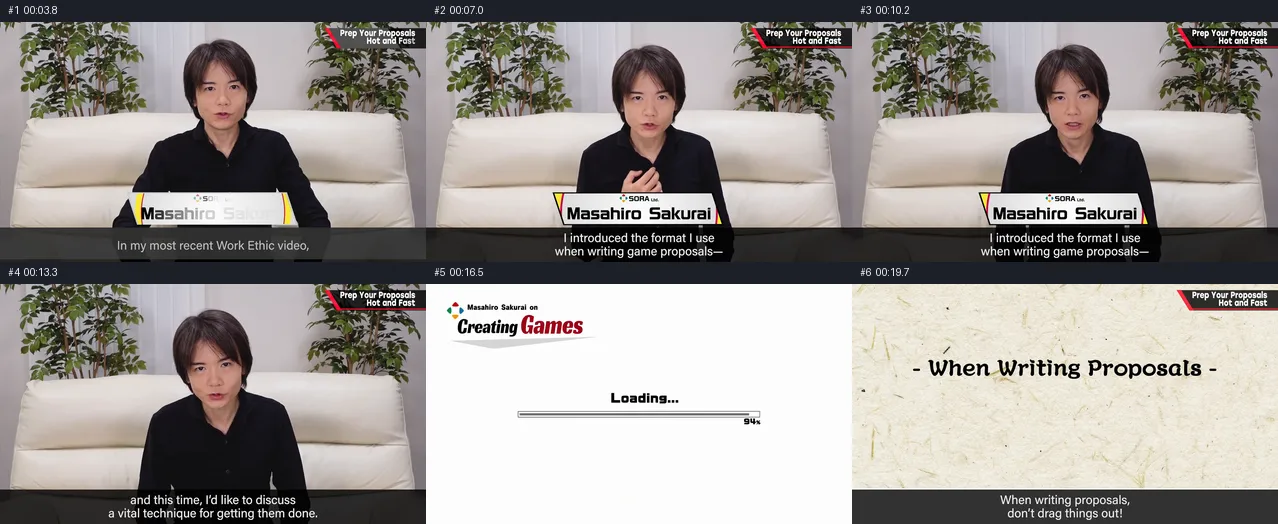 #1 00:03.8
Prep Your Proposals
Hot and Fast
SORA
Masahiro Sakurai
In my most recent Work Ethic video,
#2 00:07.0
Prep Your Proposals
Hot and Fast
SORA Ltd.
Masahiro Sakurai
I introduced the format I use
when writing game proposals—
#3 00:10.2
Prep Your Proposals
Hot and Fast
SORA Ltd.
Masahiro Sakurai
I introduced the format I use
when writing game proposals—
#4 00:13.3
Prep Your Proposals
Hot and Fast
and this time, I'd like to discuss
a vital technique for getting them done.
#5 00:16.5
Masahiro Sakurai on
Creating Games
Loading...
94%
#6 00:19.7
Prep Your Proposals
Hot and Fast
- When Writing Proposals -
When writing proposals,
don't drag things out!